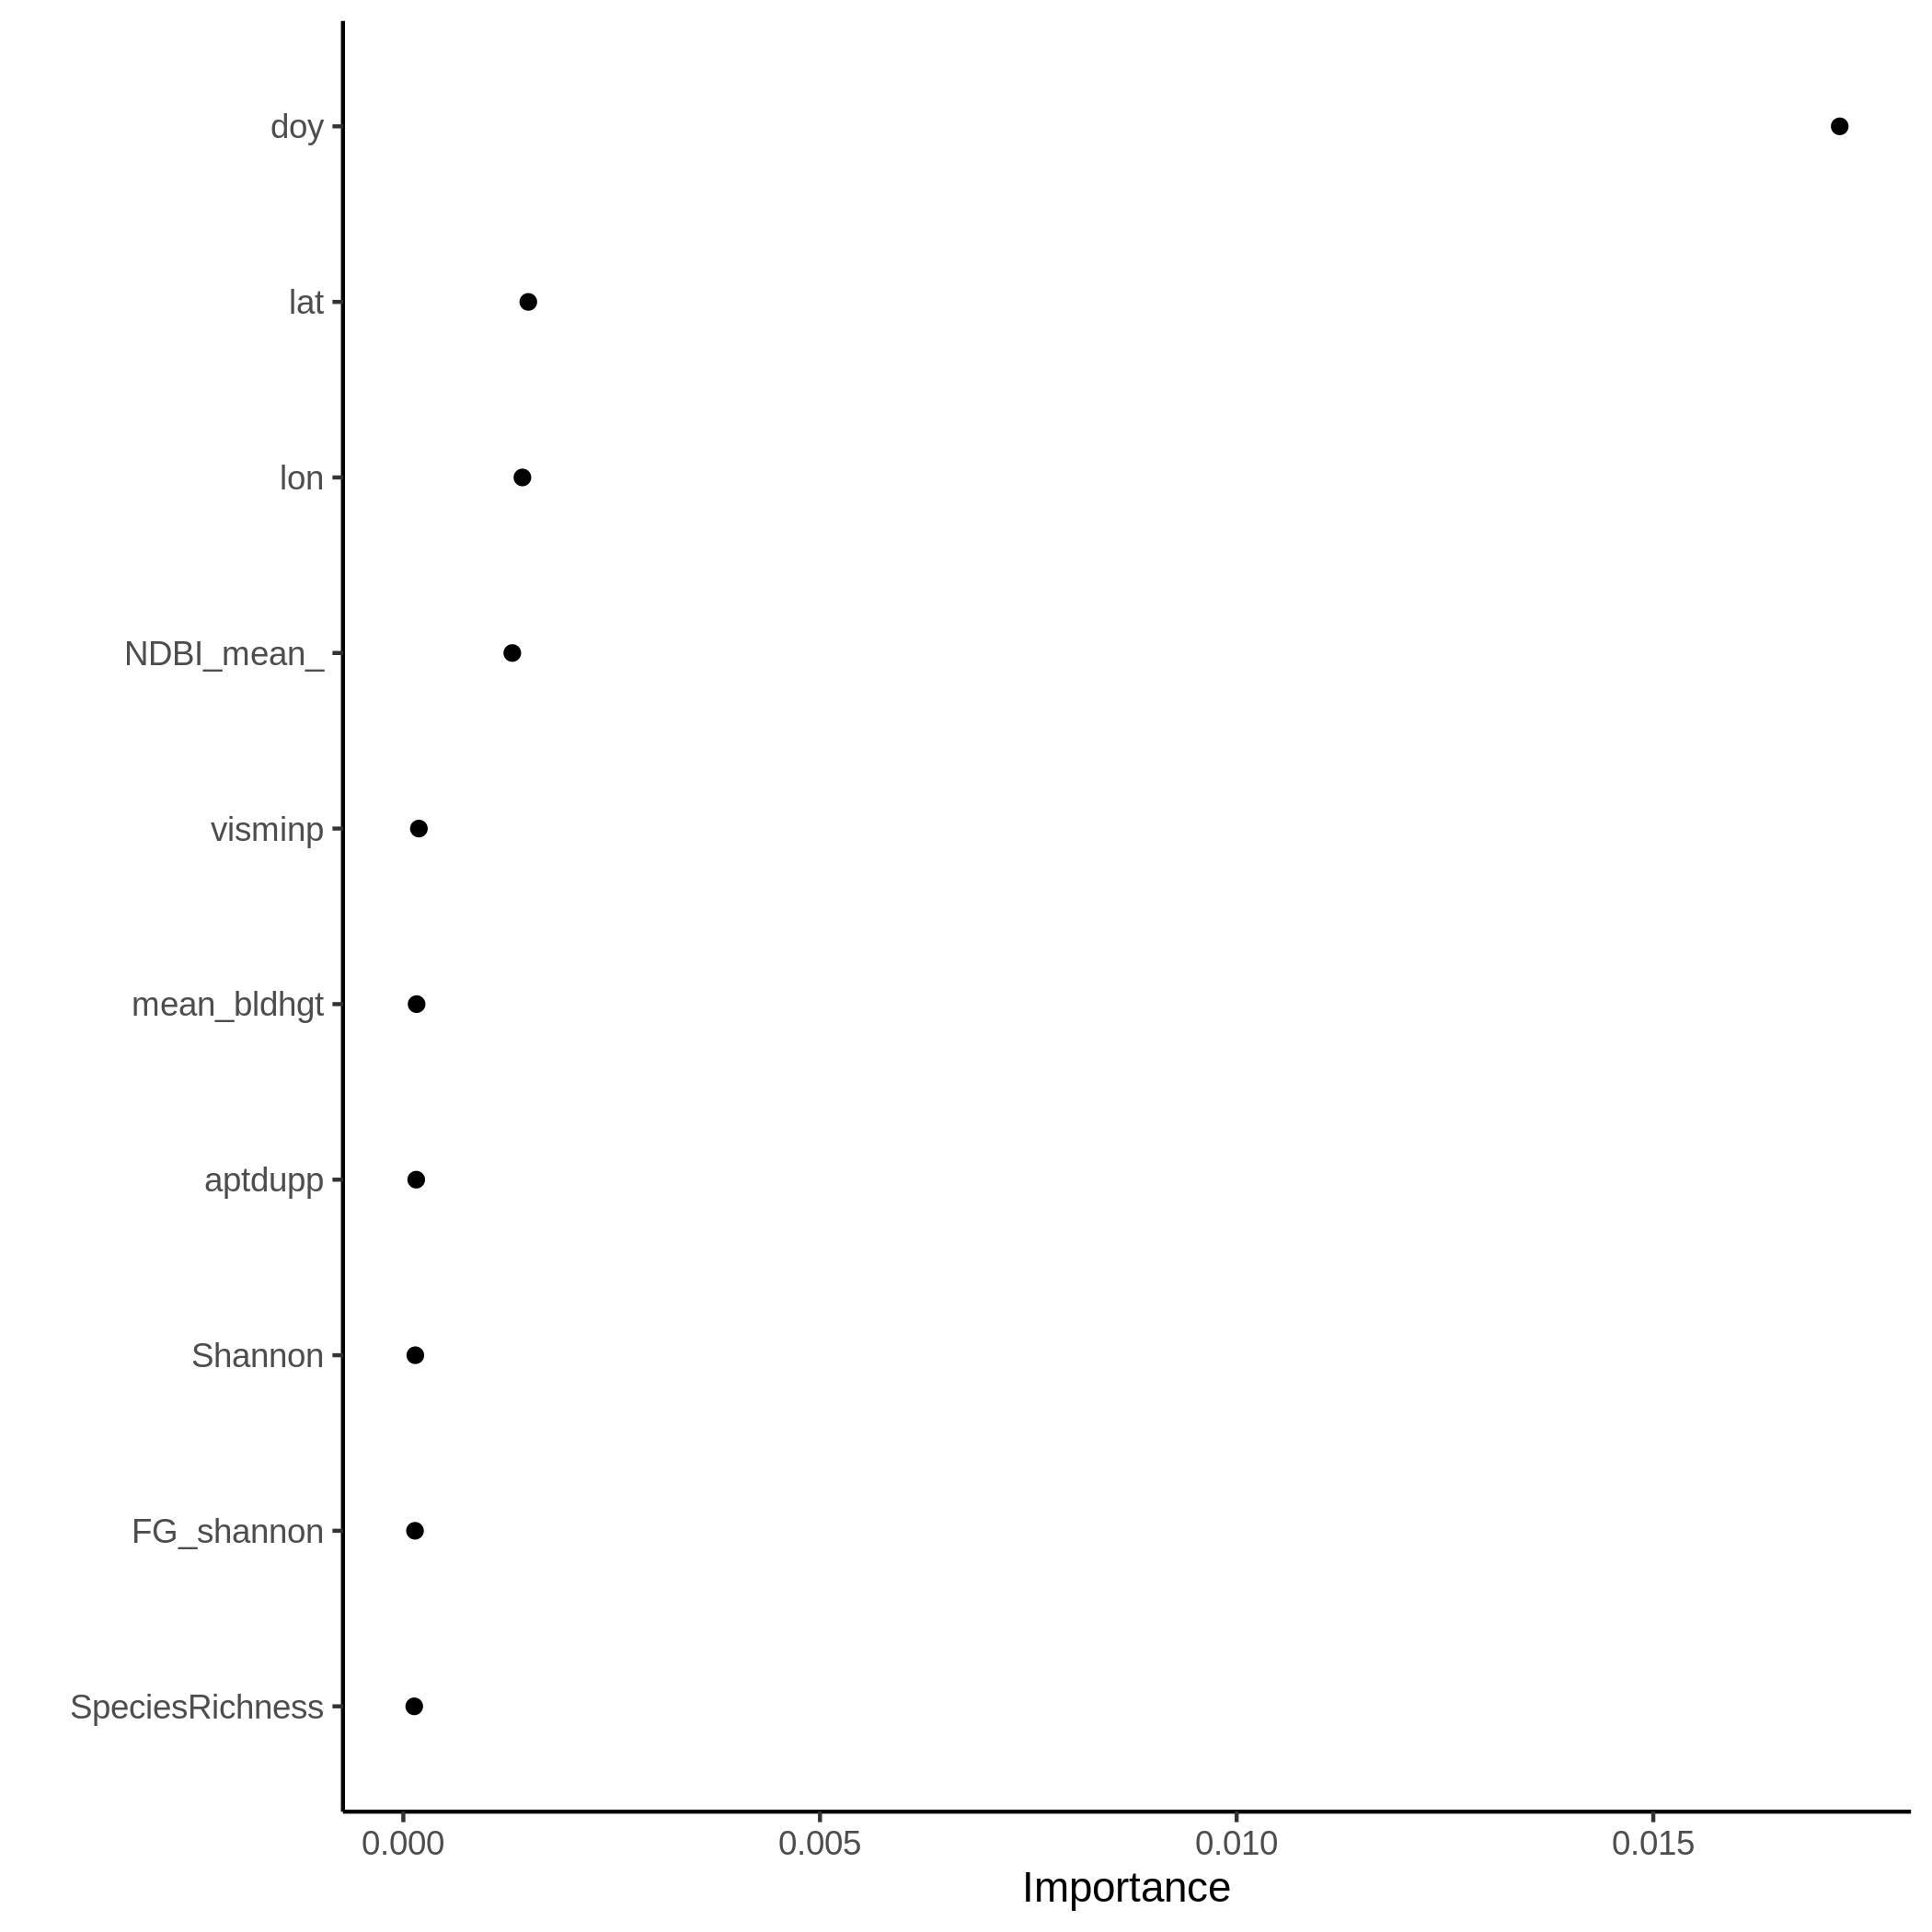 doy
lat
lon
NDBI_mean_
visminp
mean_bldhgt
aptdupp
Shannon
FG_shannon
SpeciesRichness
0.000 0.005 0.010 0.015
Importance